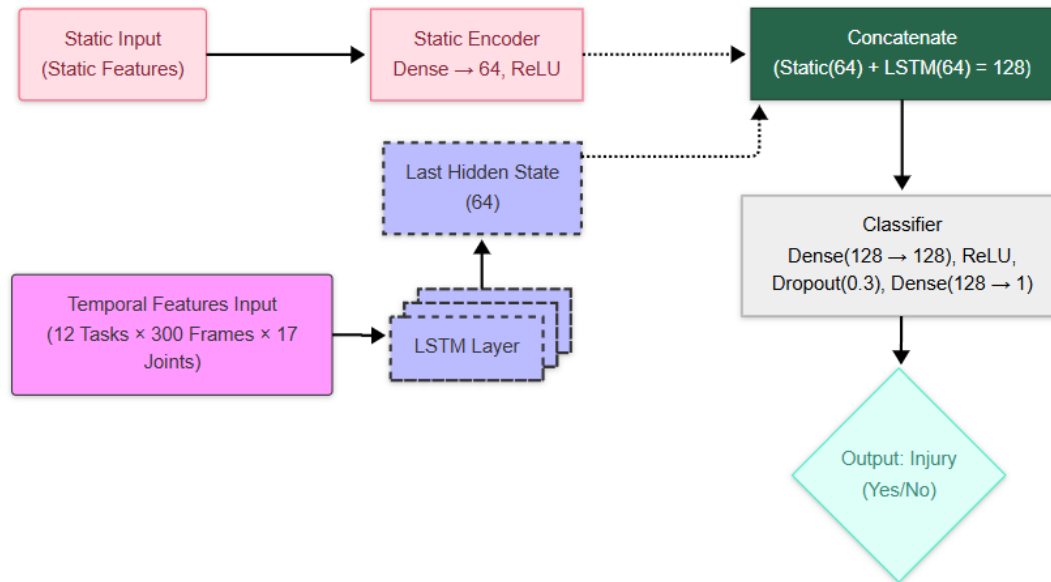 Static Input
(Static Features)
Static Encoder
Dense → 64, ReLU
Concatenate
(Static(64) + LSTM(64) = 128)
Last Hidden State
(64)
Classifier
Dense(128 → 128), ReLU,
Dropout(0.3), Dense(128 → 1)
Temporal Features Input
(12 Tasks × 300 Frames × 17
Joints)
LSTM Layer
Output: Injury
(Yes/No)